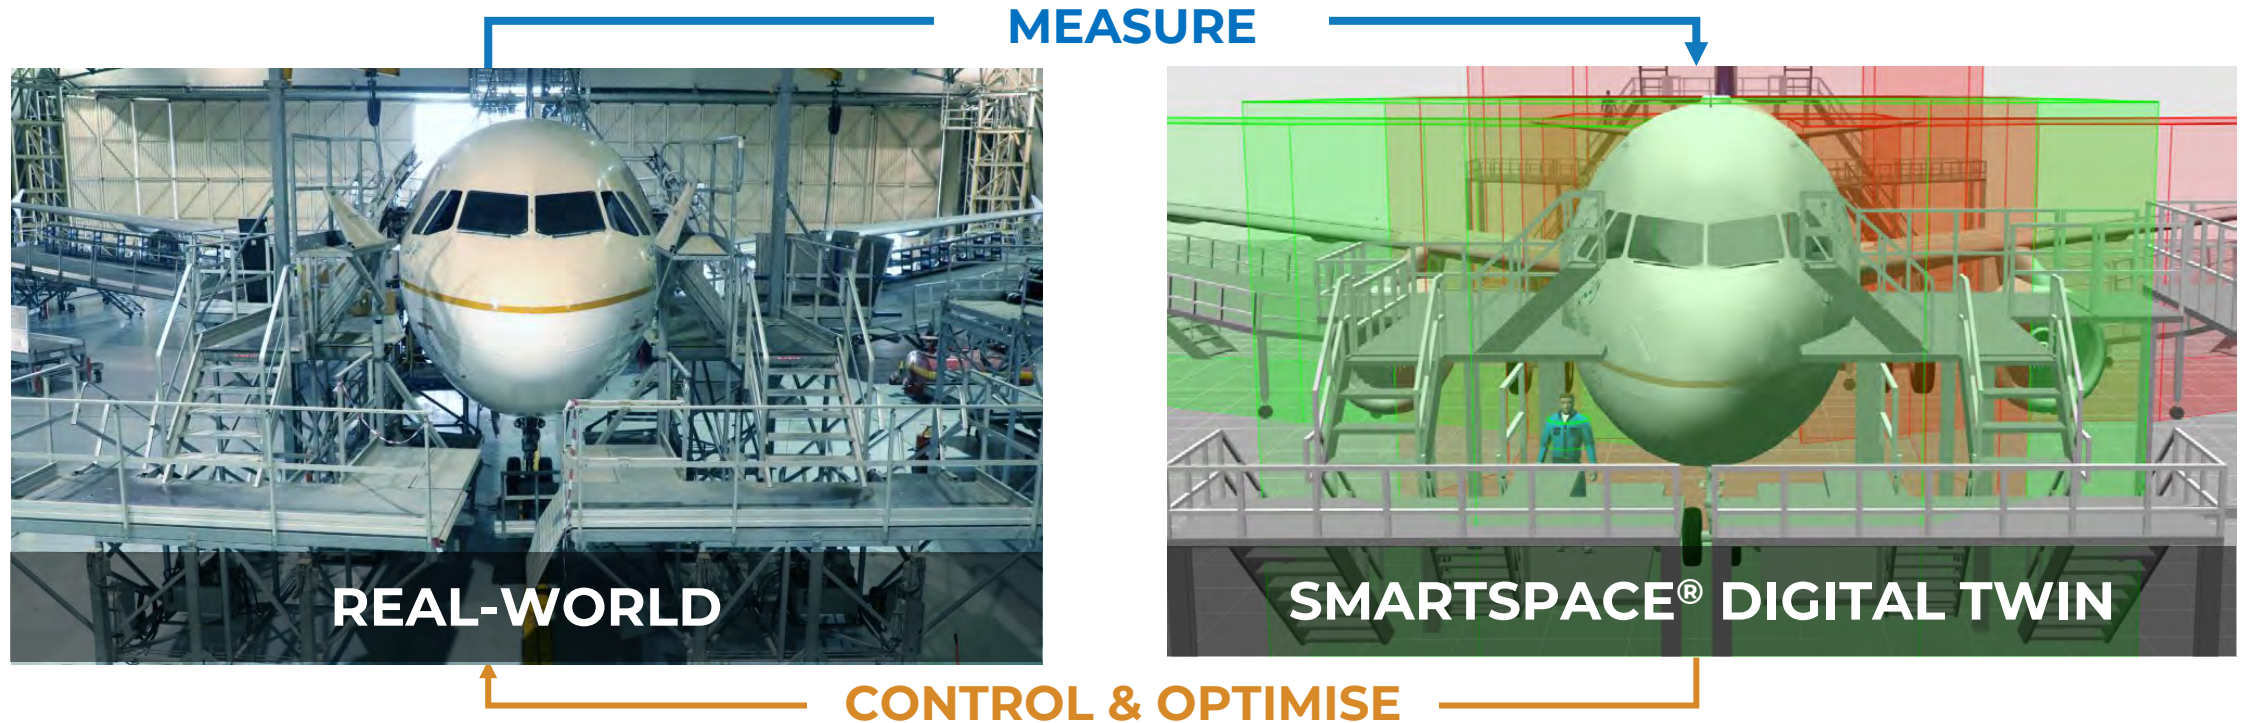 MEASURE
REAL-WORLD
SMARTSPACE® DIGITAL TWIN
CONTROL & OPTIMISE